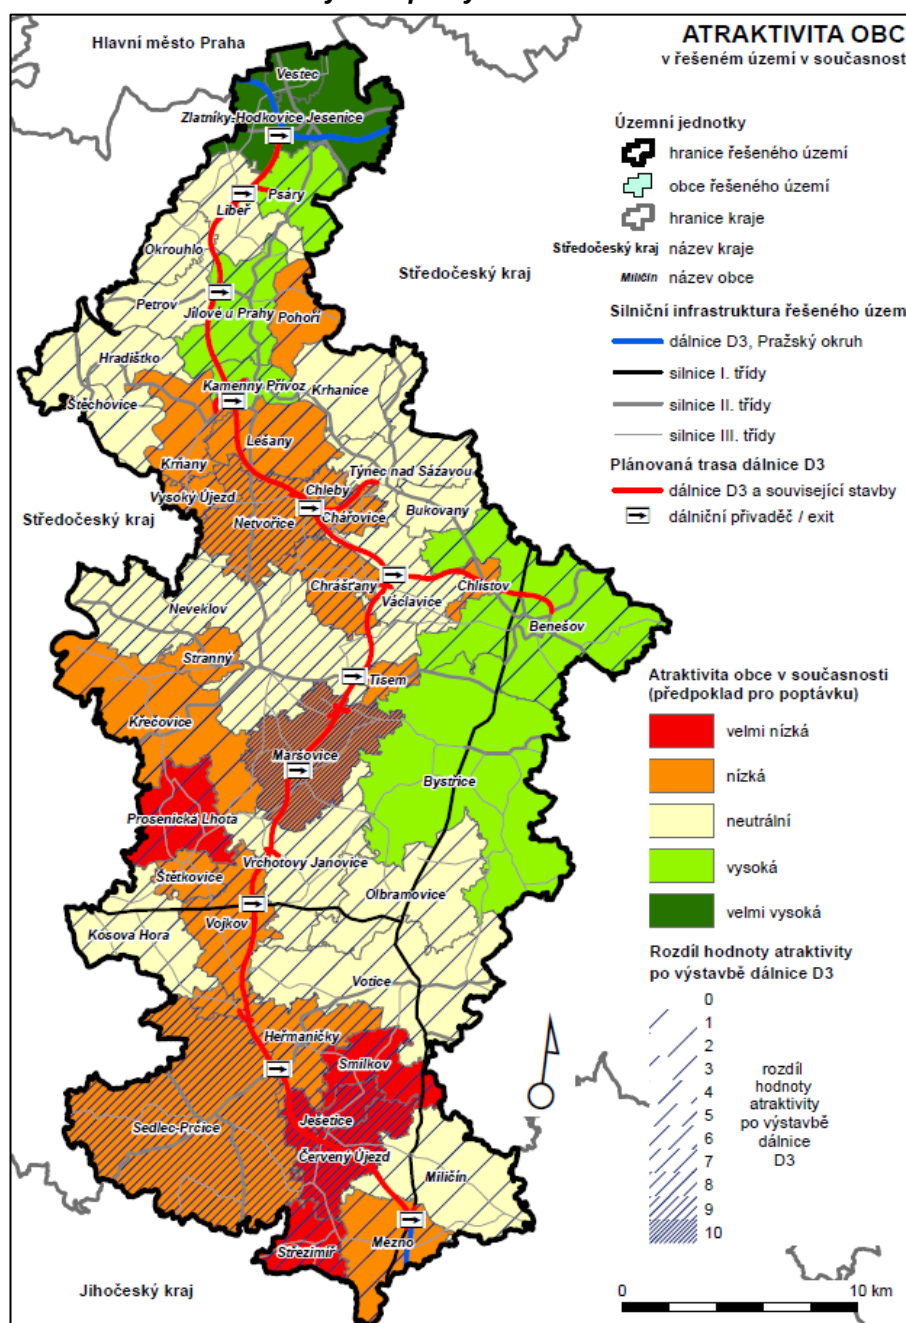 ATRAKTIVITA OBC
v řešeném území v současnost
Hlavní město Praha
Vestec
Zlatníky-Hodkovice Jesenice
Psáry
Libeř
Okrouhlo
Středočeský kraj
Petrov
Jílové u Prahy
Pohoří
Hradištko
Kamenný Přívoz
Krhanice
Štěchovice
Lešany
Krňany
Týnec nad Sázavou
Vysoký Újezd
Chleby
Středočeský kraj
Netvořice
Chářovice
Bukovany
Chrášťany
Chlístov
Václavice
Neveklov
Benešov
Stranný
Tisem
Křečovice
Maršovice
Bystřice
Prosenická Lhota
Vrchotovy Janovice
Štětkovice
Olbramovice
Vojkov
Kosova Hora
Votice
Heřmaničky
Smilkov
Ješetice
Sedlec-Prčice
Červený Újezd
Miličín
Mezno
Střezimíř
Jihočeský kraj
Územní jednotky
hranice řešeného území
obce řešeného území
hranice kraje
Středočeský kraj název kraje
Miličín název obce
Silniční infrastruktura řešeného územ
dálnice D3, Pražský okruh
silnice I. třídy
silnice II. třídy
silnice III. třídy
Plánovaná trasa dálnice D3
dálnice D3 a související stavby
dálniční přivaděč / exit
Atraktivita obce v současnosti
(předpoklad pro poptávku)
velmi nízká
nízká
neutrální
vysoká
velmi vysoká
Rozdíl hodnoty atraktivity
po výstavbě dálnice D3
0
1
2
3
4
5
6
7
8
9
10
rozdíl
hodnoty
atraktivity
po výstavbě
dálnice
D3
0 10 km